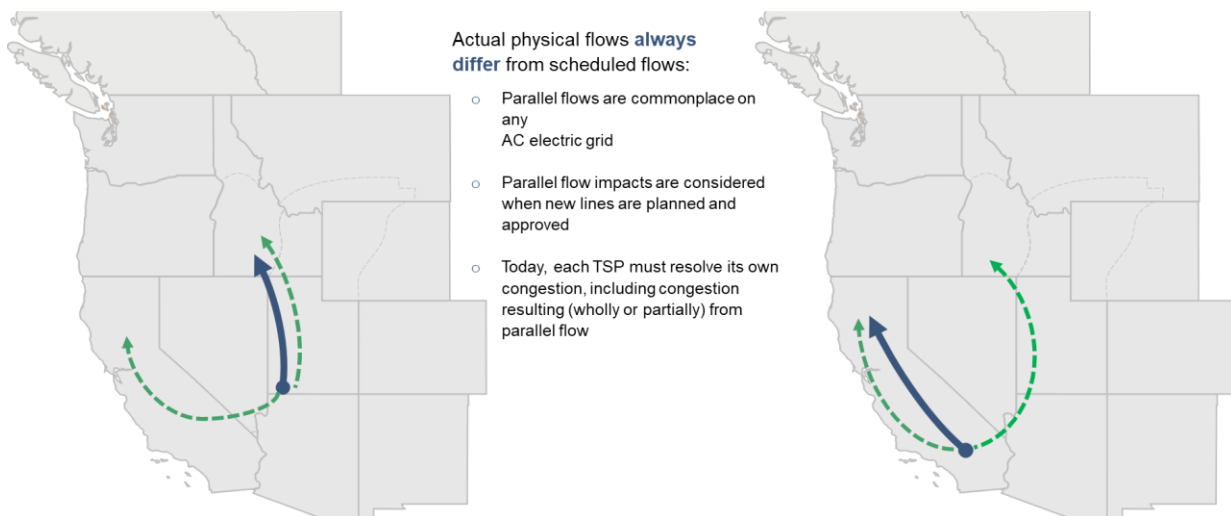 Actual physical flows always
differ from scheduled flows:
o Parallel flows are commonplace on
any
AC electric grid
o Parallel flow impacts are considered
when new lines are planned and
approved
o Today, each TSP must resolve its own
congestion, including congestion
resulting (wholly or partially) from
parallel flow